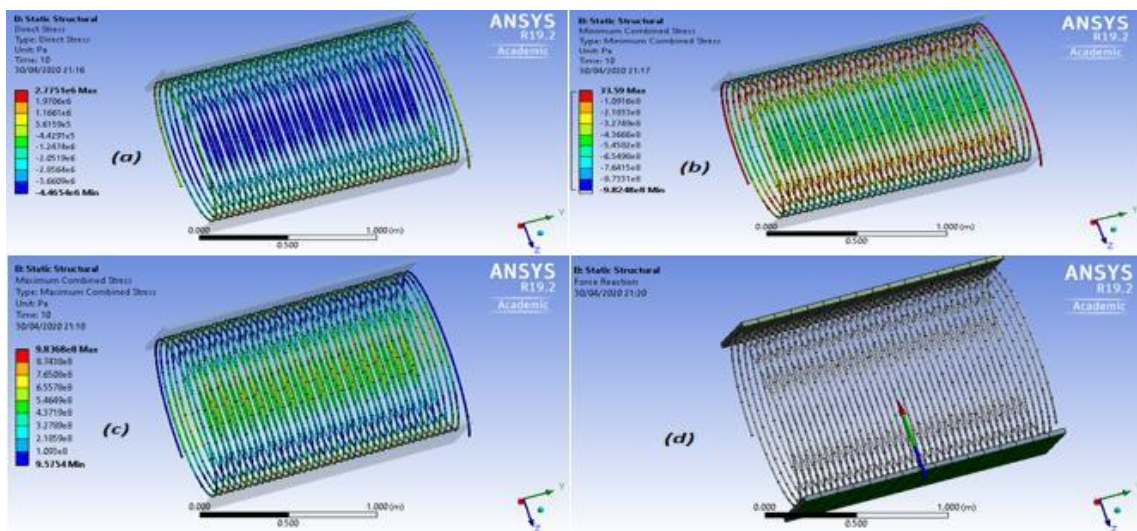 B: Static Structural
Direct Stress
Type: Direct Stress
Unit: Pa
Time: 10
30/04/2020 21:16
2.7751e6 Max
1.9706e6
1.1661e6
3.6159e5
-4.4291e5
-1.2474e6
-2.0519e6
-2.8564e6
-3.6609e6
-4.4654e6 Min
(a)
ANSYS
R19.2
Academic
0.000
0.500
1.000 (m)
Y
Z
B: Static Structural
Minimum Combined Stress
Type: Minimum Combined Stress
Unit: Pa
Time: 10
30/04/2020 21:17
33.59 Max
-1.0916e8
-2.1833e8
-3.2749e8
-4.3666e8
-5.4582e8
-6.5498e8
-7.6415e8
-8.7331e8
-9.8248e8 Min
(b)
ANSYS
R19.2
Academic
0.000
0.500
1.000 (m)
Y
Z
B: Static Structural
Maximum Combined Stress
Type: Maximum Combined Stress
Unit: Pa
Time: 10
30/04/2020 21:18
9.8368e8 Max
8.7438e8
7.6508e8
6.5578e8
5.4649e8
4.3719e8
3.2789e8
2.1859e8
1.093e8
9.5754 Min
(c)
ANSYS
R19.2
Academic
0.000
0.500
1.000 (m)
Y
Z
B: Static Structural
Force Reaction
30/04/2020 21:20
(d)
ANSYS
R19.2
Academic
0.000
0.500
1.000 (m)
Y
Z